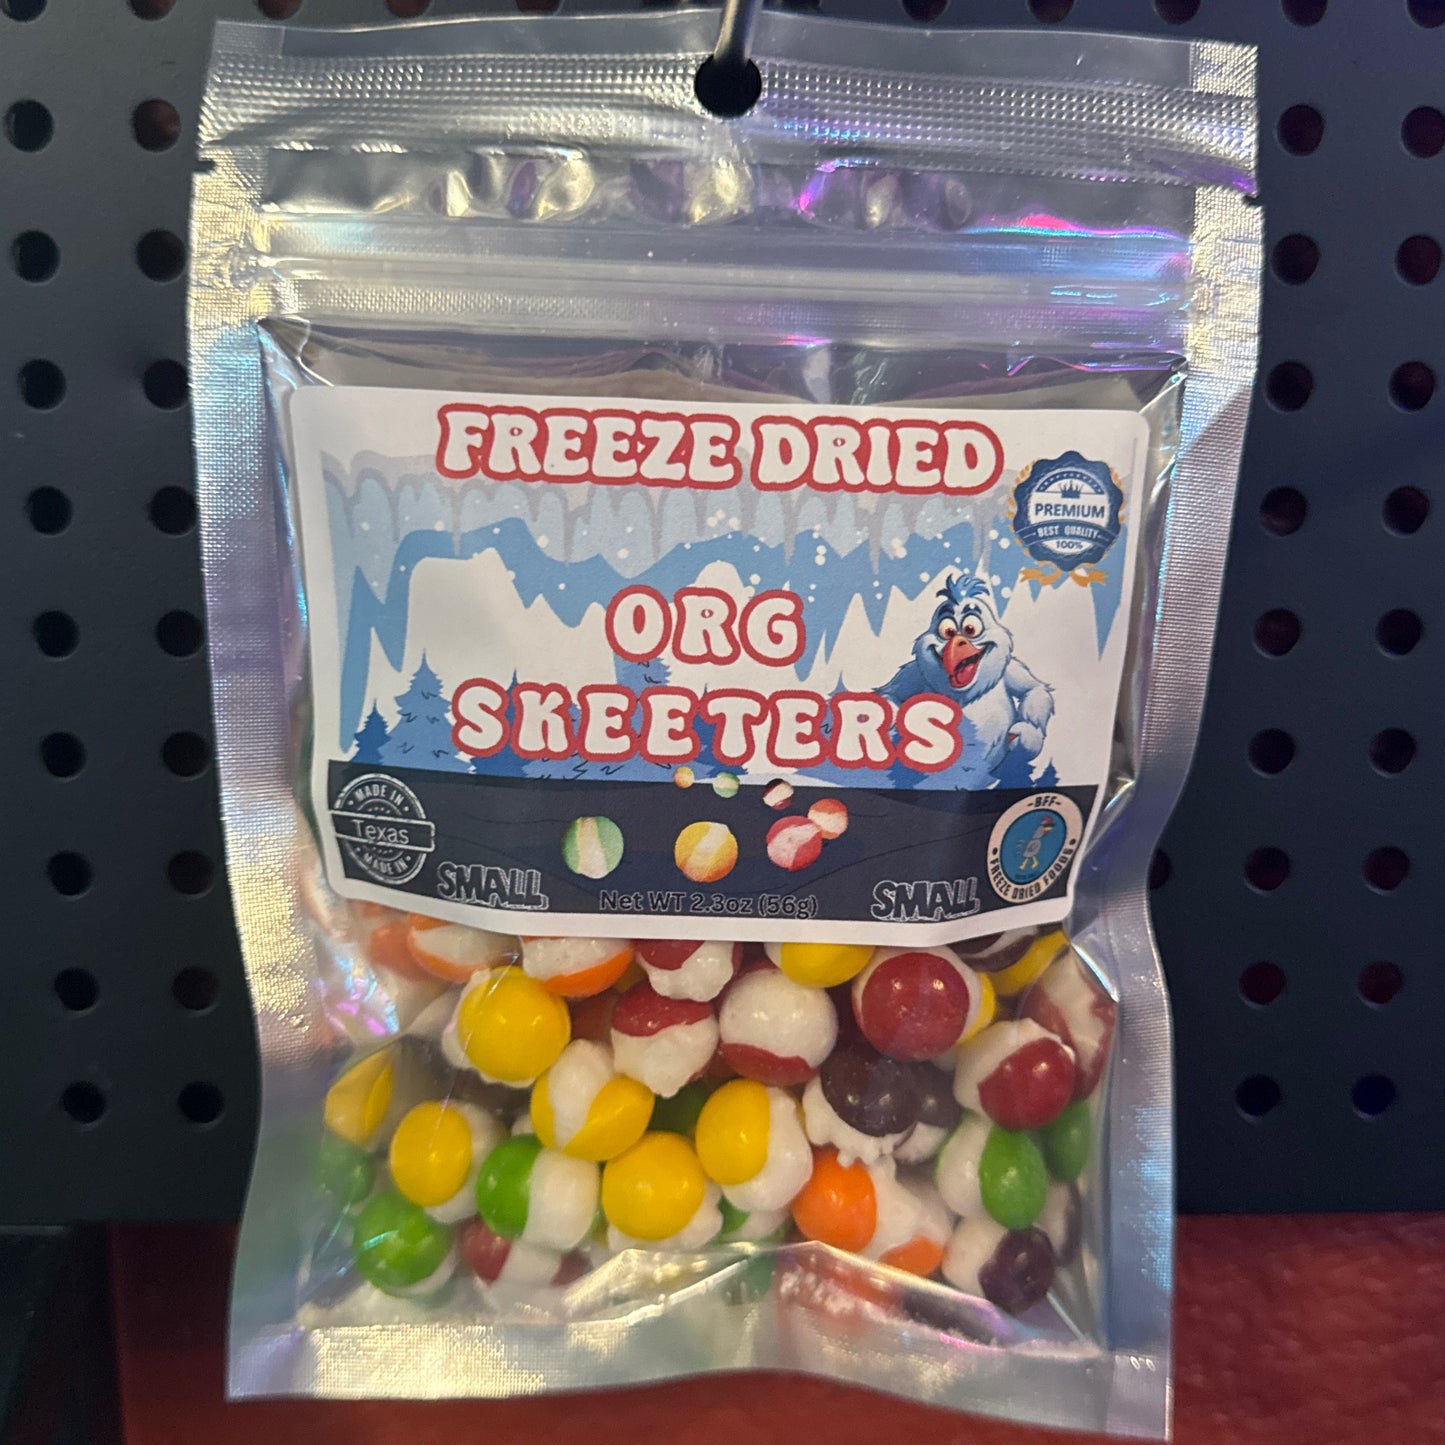 FREEZE DRIED
PREMIUM
BEST QUALITY
100%
ORG
SKEETERS
MADE IN
Texas
MADE IN
SMALL
Net WT 2.3oz (56g)
SMALL
-BFF-
FREEZE DRIED FOODS